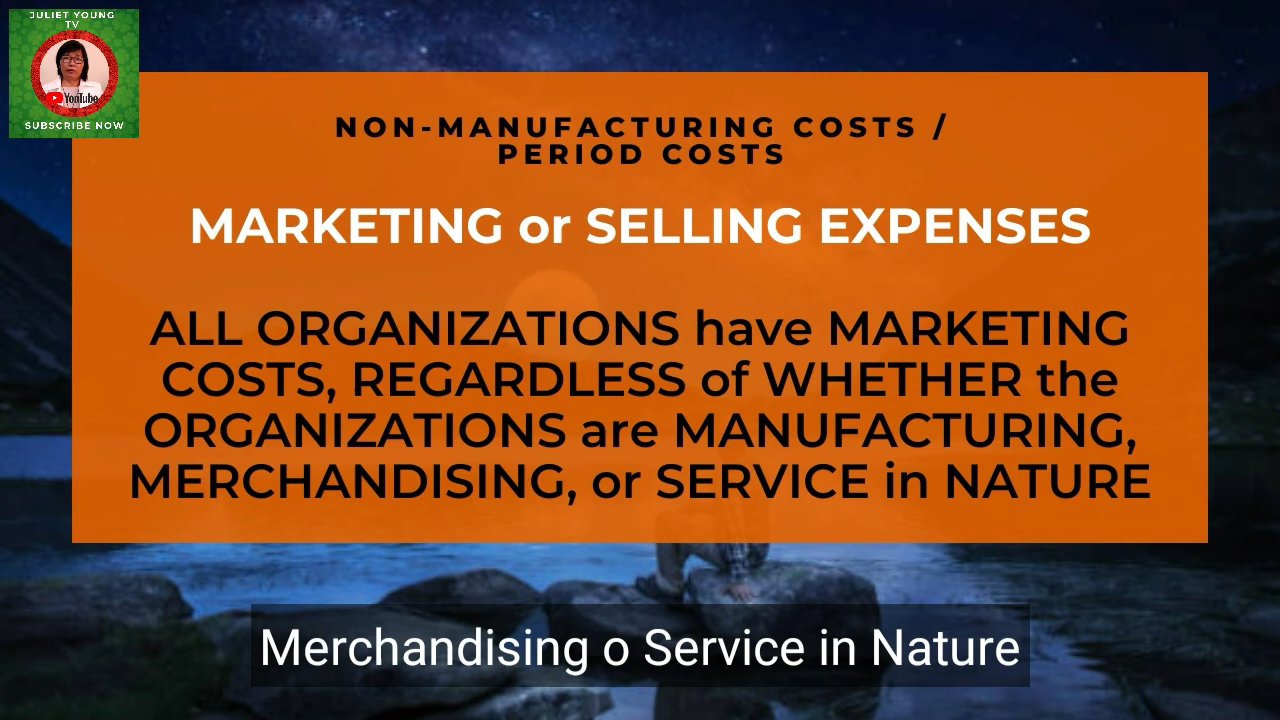 JULIET YOUNG
TV
YouTube
SUBSCRIBE NOW
NON-MANUFACTURING COSTS /
PERIOD COSTS
MARKETING or SELLING EXPENSES
ALL ORGANIZATIONS have MARKETING
COSTS, REGARDLESS of WHETHER the
ORGANIZATIONS are MANUFACTURING,
MERCHANDISING, or SERVICE in NATURE
Merchandising o Service in Nature